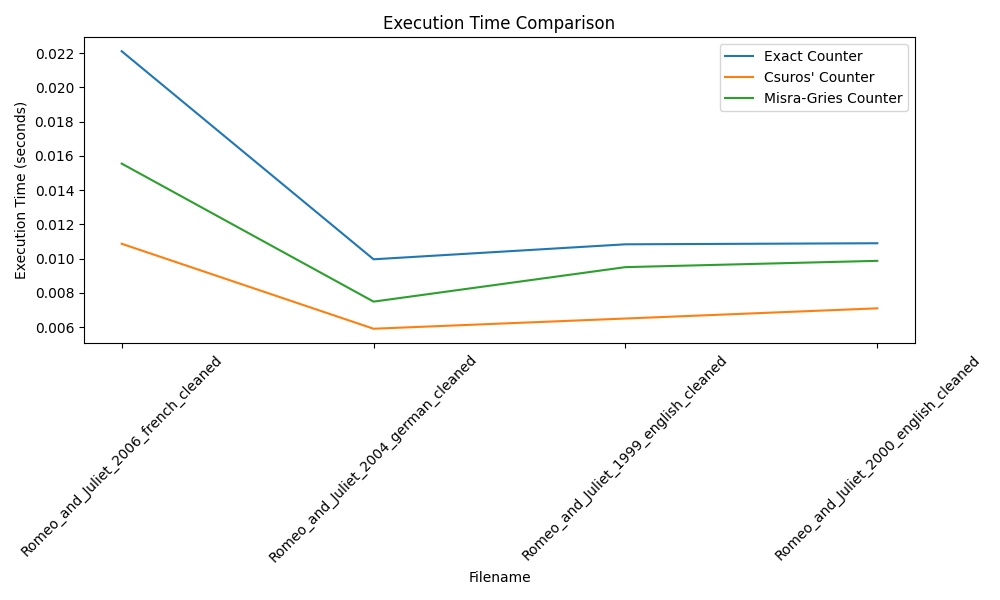 Execution Time Comparison
Exact Counter
Csuros' Counter
Misra-Gries Counter
Execution Time (seconds)
0.022
0.020
0.018
0.016
0.014
0.012
0.010
0.008
0.006
Romeo_and_Juliet_2006_french_cleaned
Romeo_and_Juliet_2004_german_cleaned
Romeo_and_Juliet_1999_english_cleaned
Romeo_and_Juliet_2000_english_cleaned
Filename